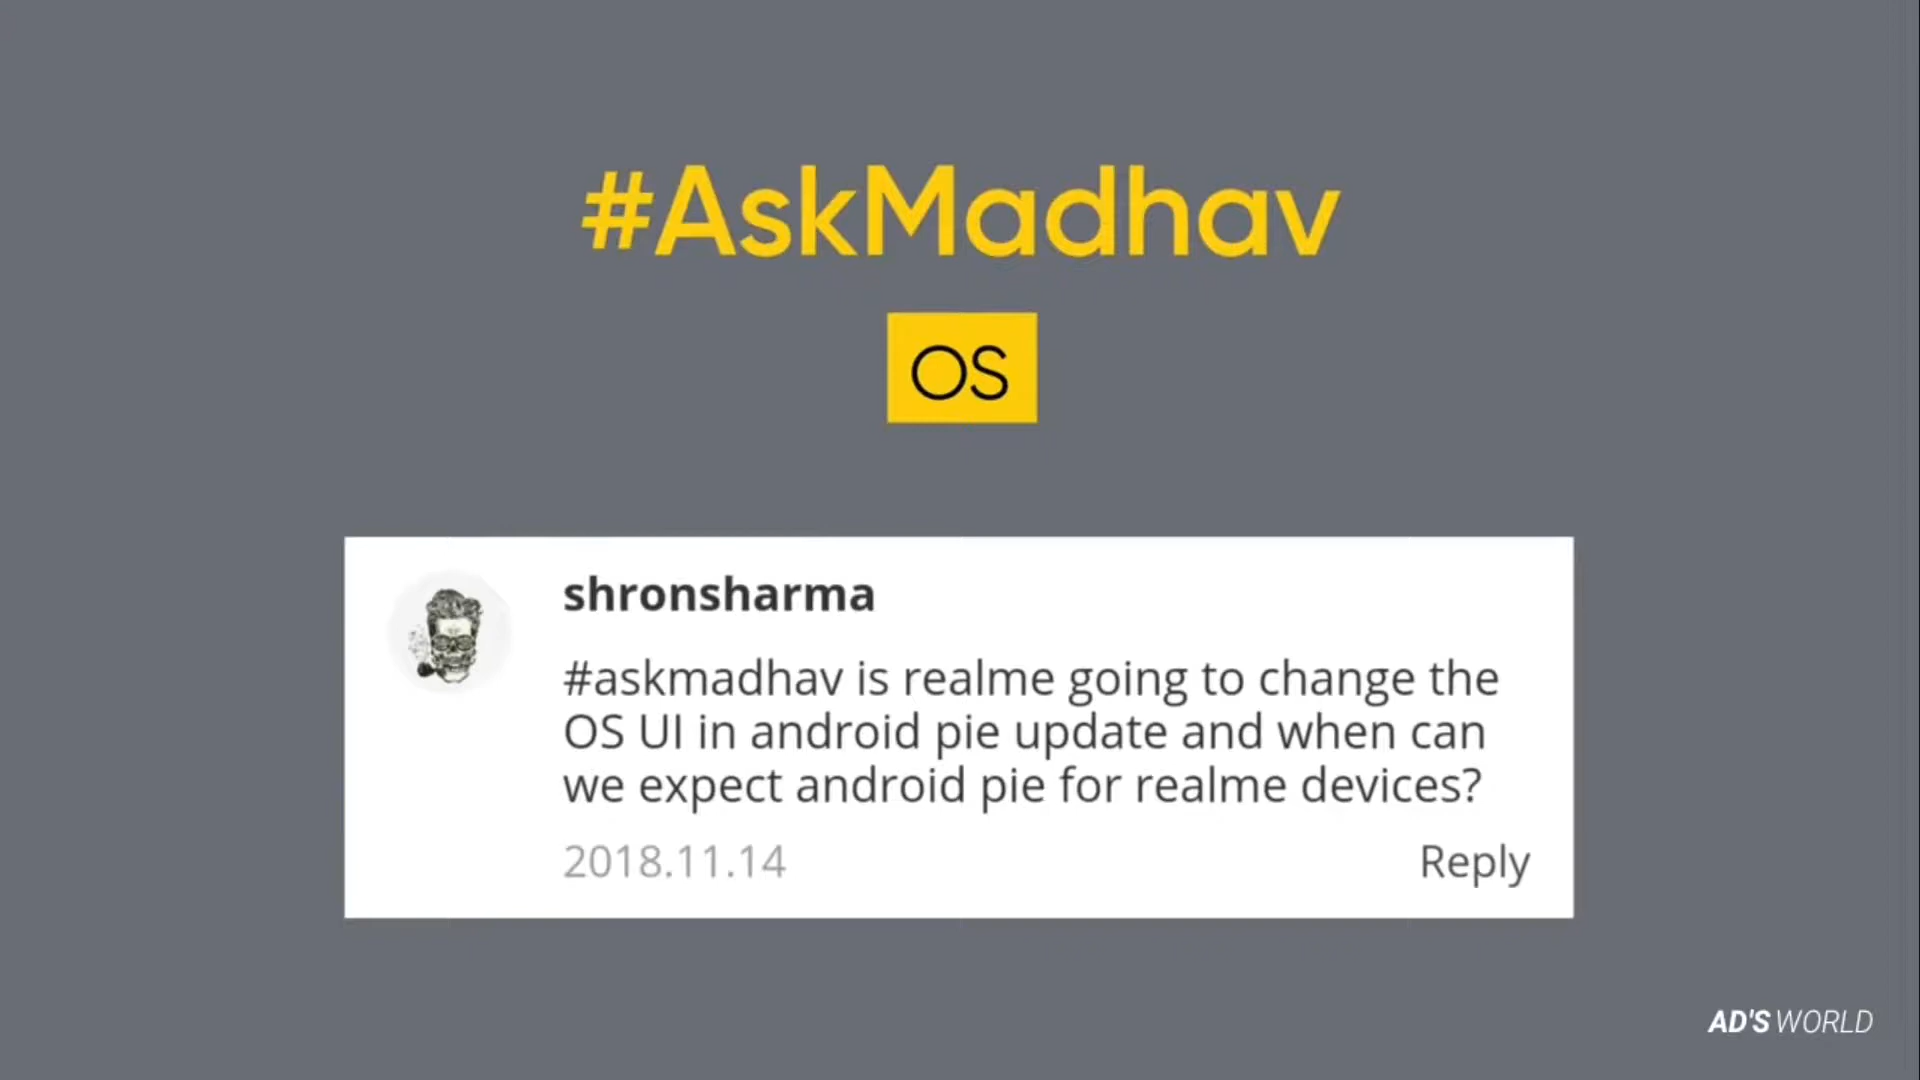 #AskMadhav
OS
shronsharma
#askmadhav is realme going to change the
OS UI in android pie update and when can
we expect android pie for realme devices?
2018.11.14
Reply
AD'S WORLD